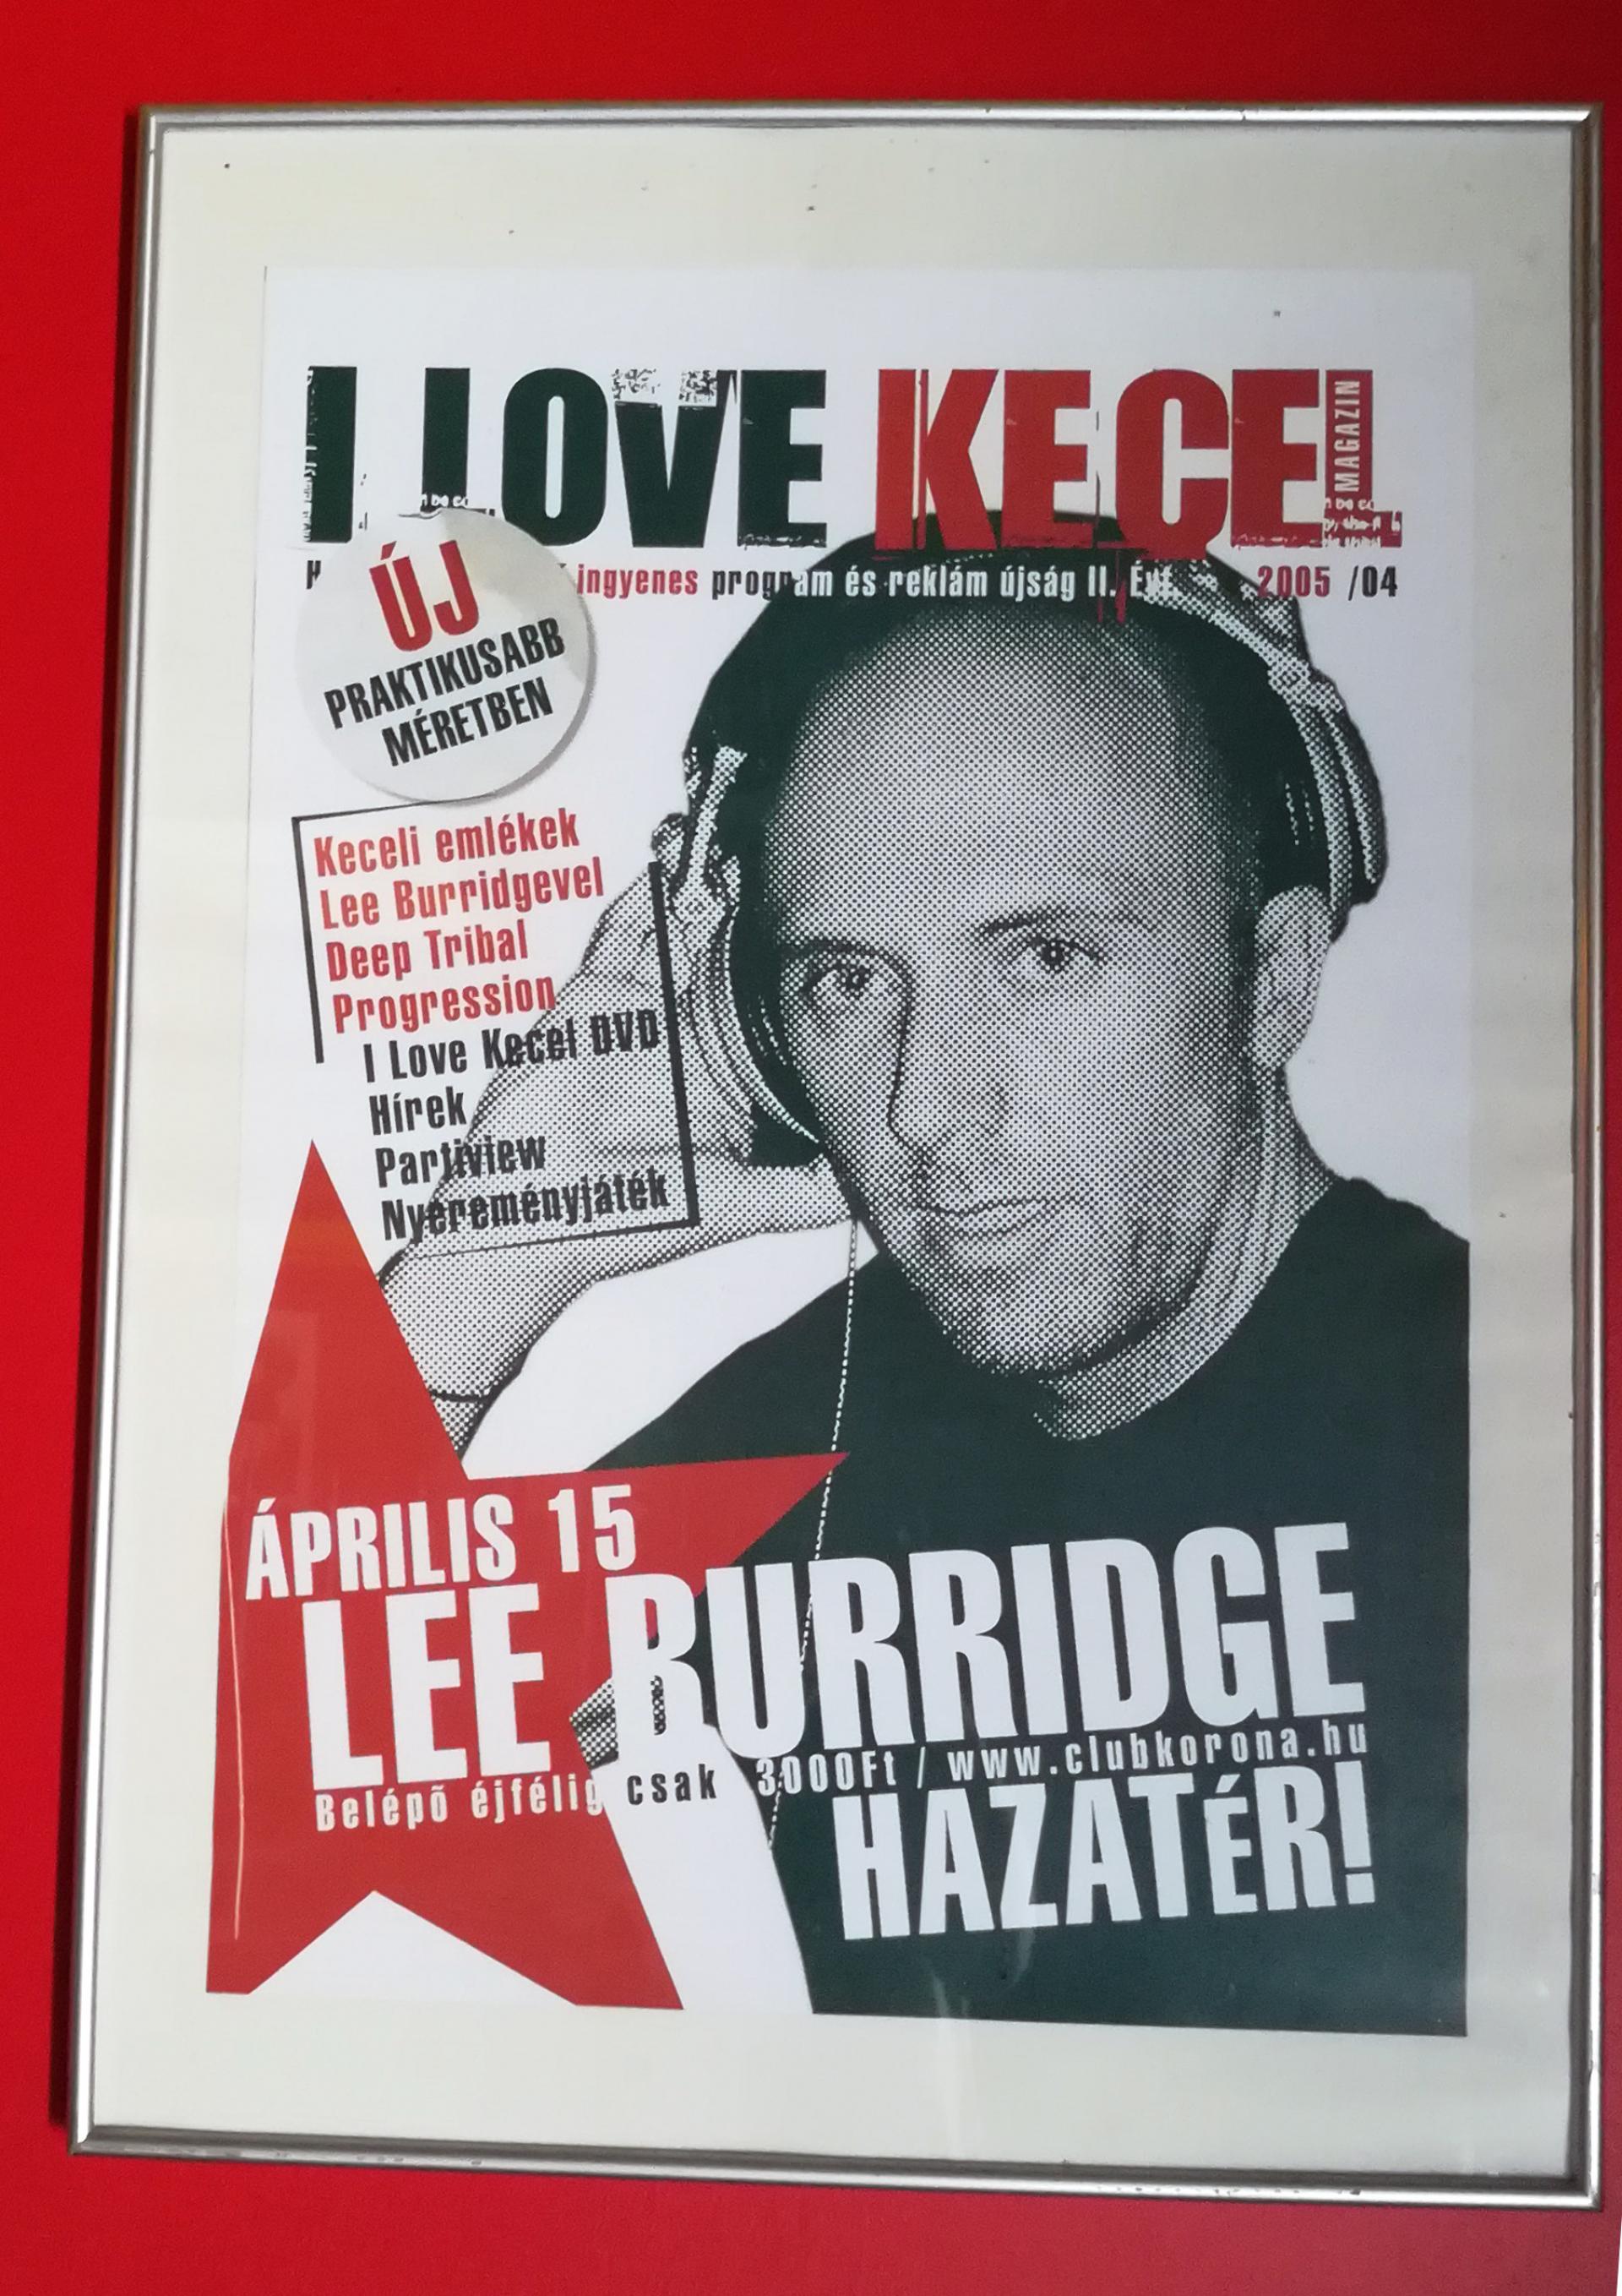 I LOVE KECEL
MAGAZIN
ingyenes program és reklám újság II. Évf. 2005 /04
ÚJ
PRAKTIKUSABB
MÉRETBEN
Keceli emlékek
Lee Burridgevel
Deep Tribal
Progression
I Love Kecel DVD
Hírek
Partiview
Nyereményjáték
ÁPRILIS 15
LEE BURRIDGE
Belépõ éjfélig csak 3000Ft / www.clubkorona.hu
HAZATÉR!